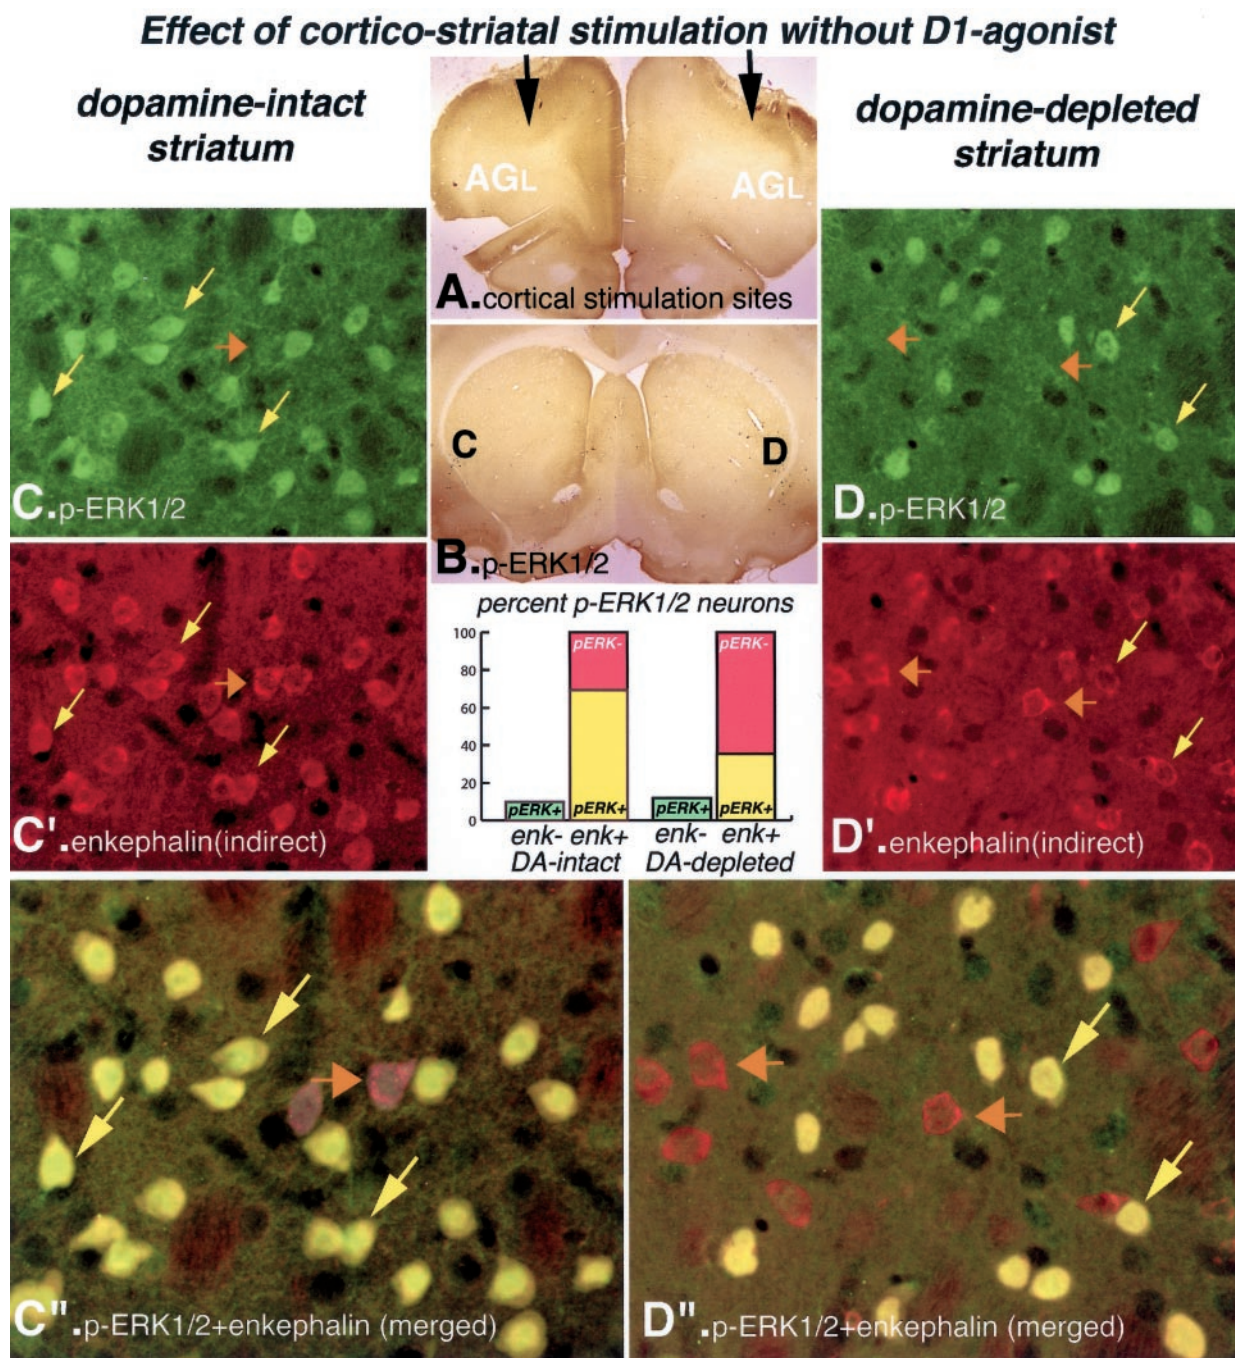 Effect of cortico-striatal stimulation without D1-agonist
dopamine-intact
striatum
dopamine-depleted
striatum
AGL
AGL
A.cortical stimulation sites
C
D
B.p-ERK1/2
C.p-ERK1/2
D.p-ERK1/2
percent p-ERK1/2 neurons
100
80
60
40
20
0
pERK-
pERK-
pERK+
pERK+
pERK+
pERK+
enk- enk+
enk- enk+
DA-intact
DA-depleted
C'.enkephalin(indirect)
D'.enkephalin(indirect)
C".p-ERK1/2+enkephalin (merged)
D".p-ERK1/2+enkephalin (merged)